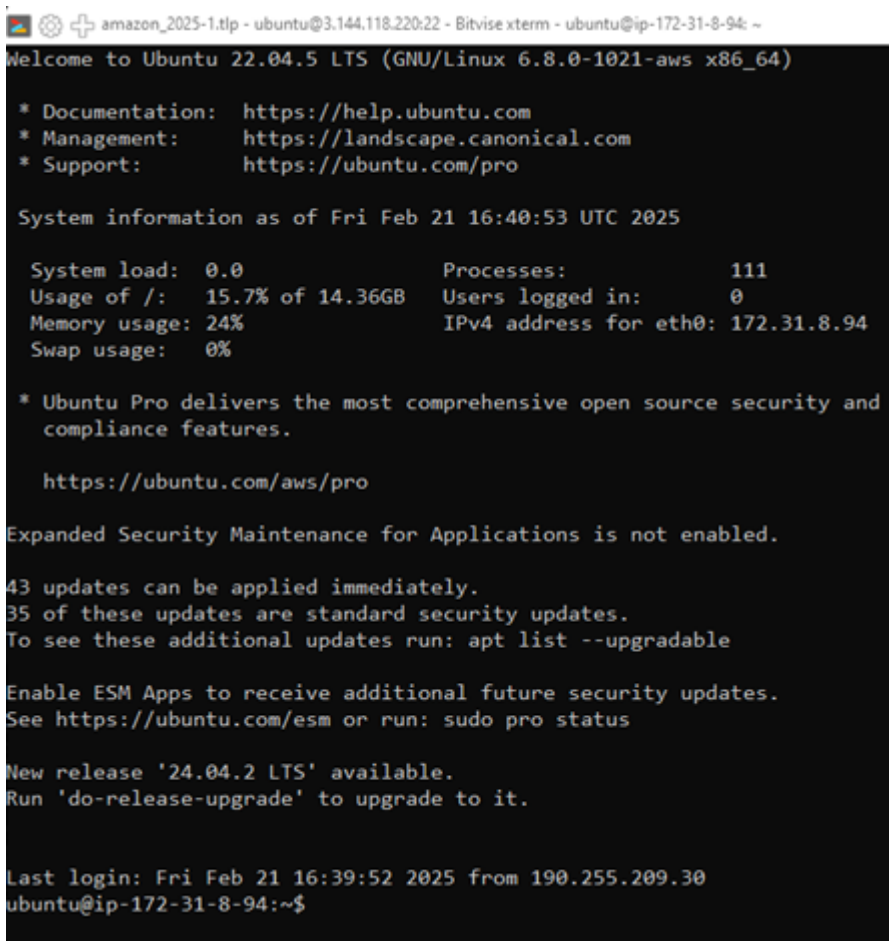 amazon_2025-1.tlp - ubuntu@3.144.118.220:22 - Bitvise xterm - ubuntu@ip-172-31-8-94: ~
Welcome to Ubuntu 22.04.5 LTS (GNU/Linux 6.8.0-1021-aws x86_64)
* Documentation: https://help.ubuntu.com
* Management: https://landscape.canonical.com
* Support: https://ubuntu.com/pro
System information as of Fri Feb 21 16:40:53 UTC 2025
System load: 0.0 Processes: 111
Usage of /: 15.7% of 14.36GB Users logged in: 0
Memory usage: 24% IPv4 address for eth0: 172.31.8.94
Swap usage: 0%
* Ubuntu Pro delivers the most comprehensive open source security and
compliance features.
https://ubuntu.com/aws/pro
Expanded Security Maintenance for Applications is not enabled.
43 updates can be applied immediately.
35 of these updates are standard security updates.
To see these additional updates run: apt list --upgradable
Enable ESM Apps to receive additional future security updates.
See https://ubuntu.com/esm or run: sudo pro status
New release '24.04.2 LTS' available.
Run 'do-release-upgrade' to upgrade to it.
Last login: Fri Feb 21 16:39:52 2025 from 190.255.209.30
ubuntu@ip-172-31-8-94:~$